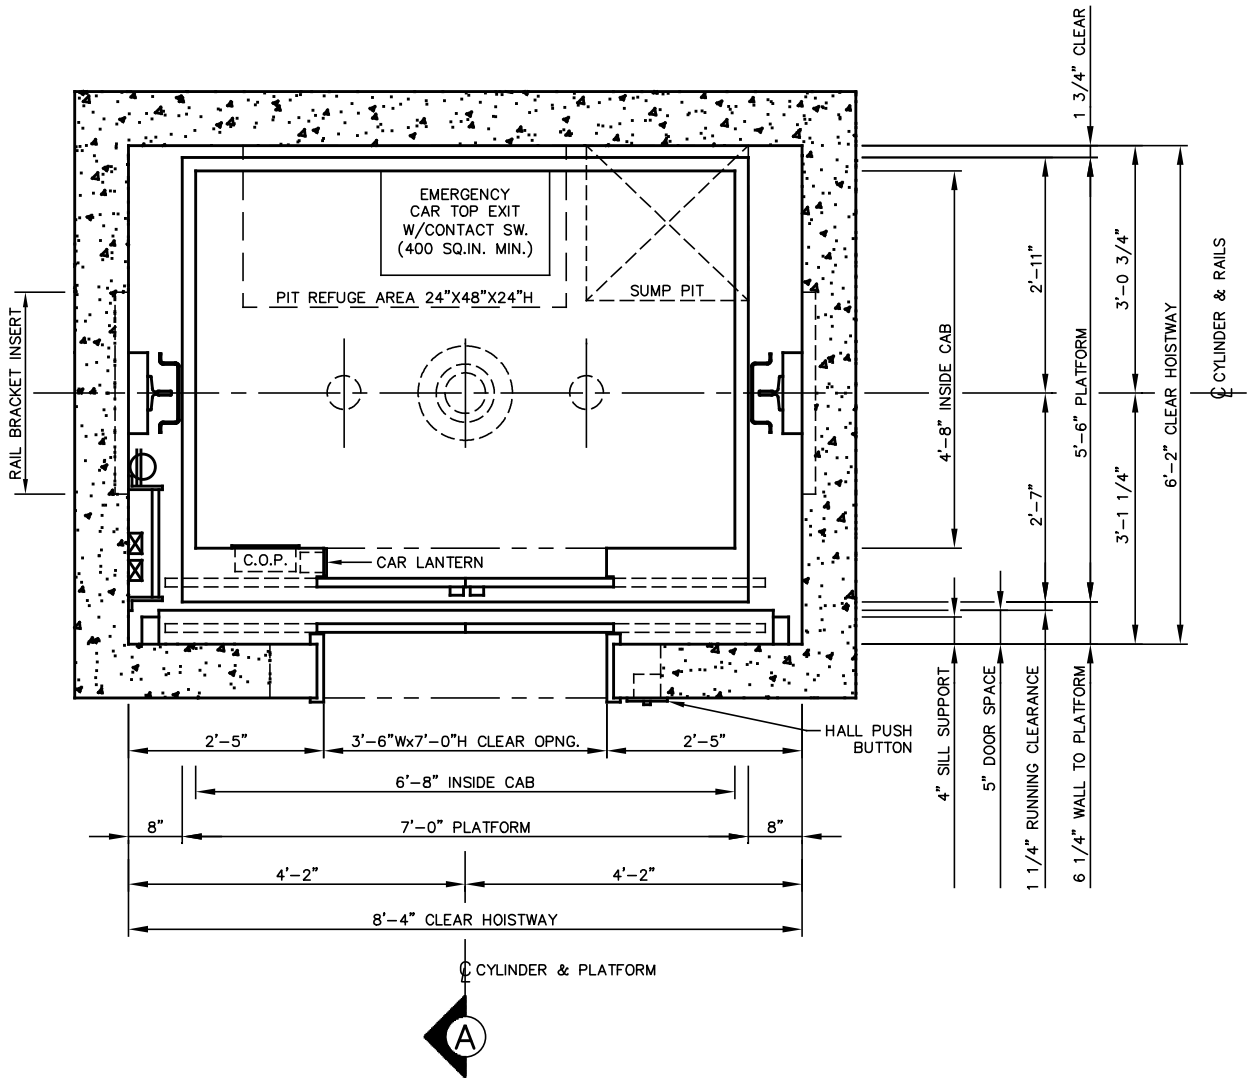 1 3/4" CLEAR
EMERGENCY
CAR TOP EXIT
W/CONTACT SW.
(400 SQ.IN. MIN.)
PIT REFUGE AREA 24"X48"X24"H
SUMP PIT
RAIL BRACKET INSERT
4'-8" INSIDE CAB
2'-11"
2'-7"
5'-6" PLATFORM
3'-0 3/4"
3'-1 1/4"
6'-2" CLEAR HOISTWAY
℄ CYLINDER & RAILS
C.O.P.
CAR LANTERN
HALL PUSH
BUTTON
4" SILL SUPPORT
5" DOOR SPACE
1 1/4" RUNNING CLEARANCE
6 1/4" WALL TO PLATFORM
2'-5"
3'-6"Wx7'-0"H CLEAR OPNG.
2'-5"
6'-8" INSIDE CAB
8"
7'-0" PLATFORM
8"
4'-2"
4'-2"
8'-4" CLEAR HOISTWAY
℄ CYLINDER & PLATFORM
A